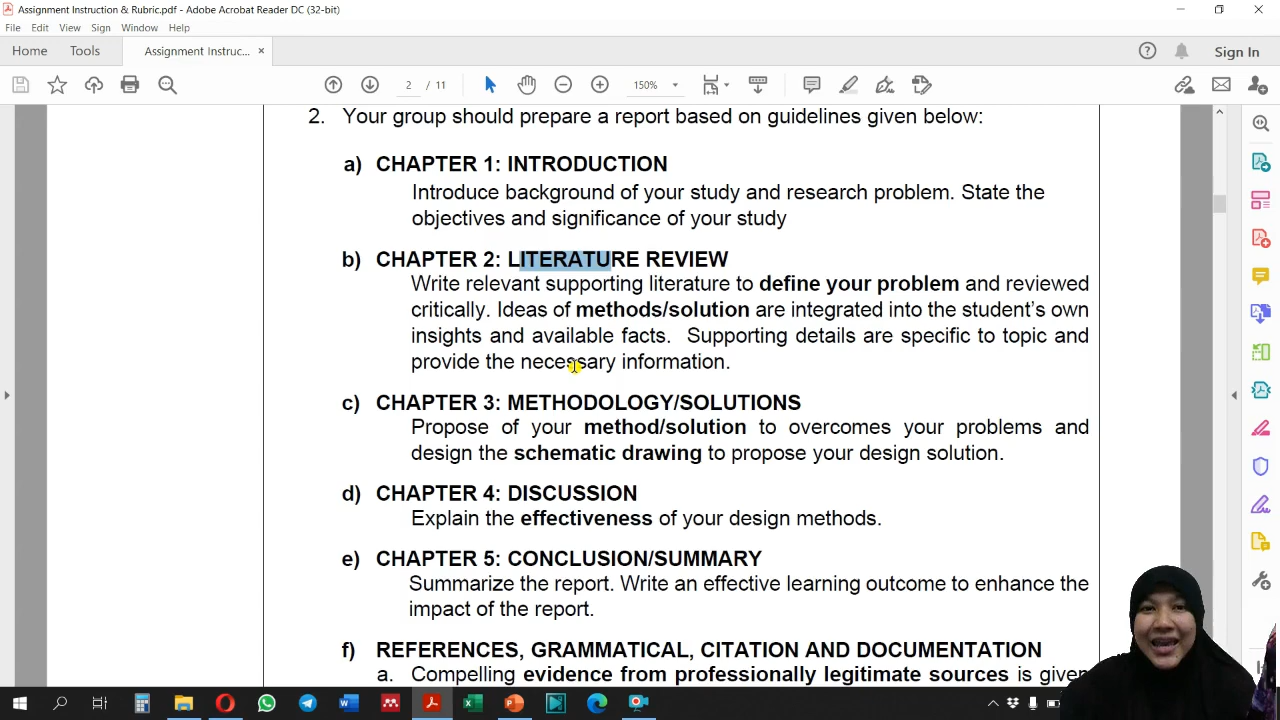 Assignment Instruction & Rubric.pdf - Adobe Acrobat Reader DC (32-bit)
File Edit View Sign Window Help
Home Tools Assignment Instruc... × Sign In
2 / 11 150%
2. Your group should prepare a report based on guidelines given below:
a) CHAPTER 1: INTRODUCTION
Introduce background of your study and research problem. State the
objectives and significance of your study
b) CHAPTER 2: LITERATURE REVIEW
Write relevant supporting literature to define your problem and reviewed
critically. Ideas of methods/solution are integrated into the student's own
insights and available facts. Supporting details are specific to topic and
provide the necessary information.
c) CHAPTER 3: METHODOLOGY/SOLUTIONS
Propose of your method/solution to overcomes your problems and
design the schematic drawing to propose your design solution.
d) CHAPTER 4: DISCUSSION
Explain the effectiveness of your design methods.
e) CHAPTER 5: CONCLUSION/SUMMARY
Summarize the report. Write an effective learning outcome to enhance the
impact of the report.
f) REFERENCES, GRAMMATICAL, CITATION AND DOCUMENTATION
a. Compelling evidence from professionally legitimate sources is given